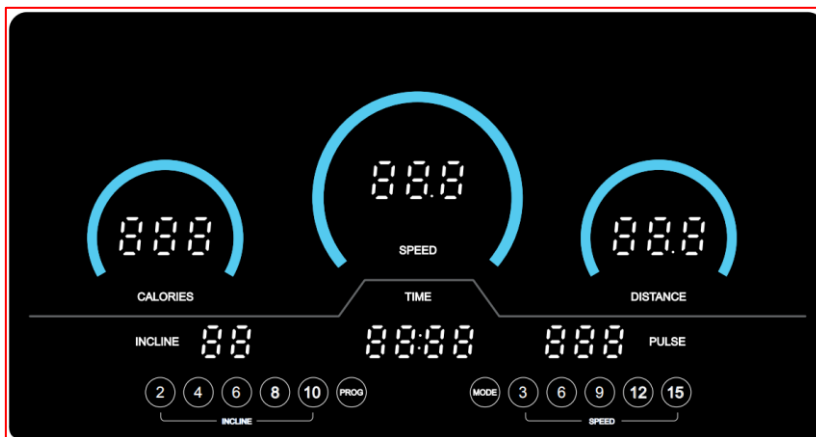 88.8
SPEED
888
88.8
CALORIES
TIME
DISTANCE
INCLINE 88
88:88
888 PULSE
2 4 6 8 10 PROG
MODE 3 6 9 12 15
INCLINE
SPEED